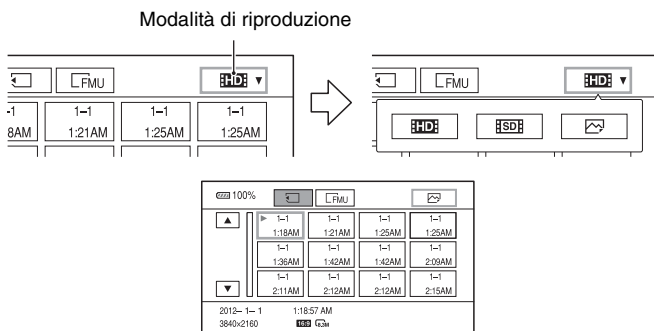 Modalità di riproduzione
FMU HD
FMU HD
-1 1–1 1–1 1–1
8AM 1:21AM 1:25AM 1:25AM
HD SD
100% FMU
1–1 1–1 1–1 1–1
1:18AM 1:21AM 1:25AM 1:25AM
1–1 1–1 1–1 1–1
1:36AM 1:42AM 1:42AM 2:09AM
1–1 1–1 1–1 1–1
2:11AM 2:12AM 2:12AM 2:15AM
2012– 1– 1 1:18:57 AM
3840×2160 16:9 8.3M